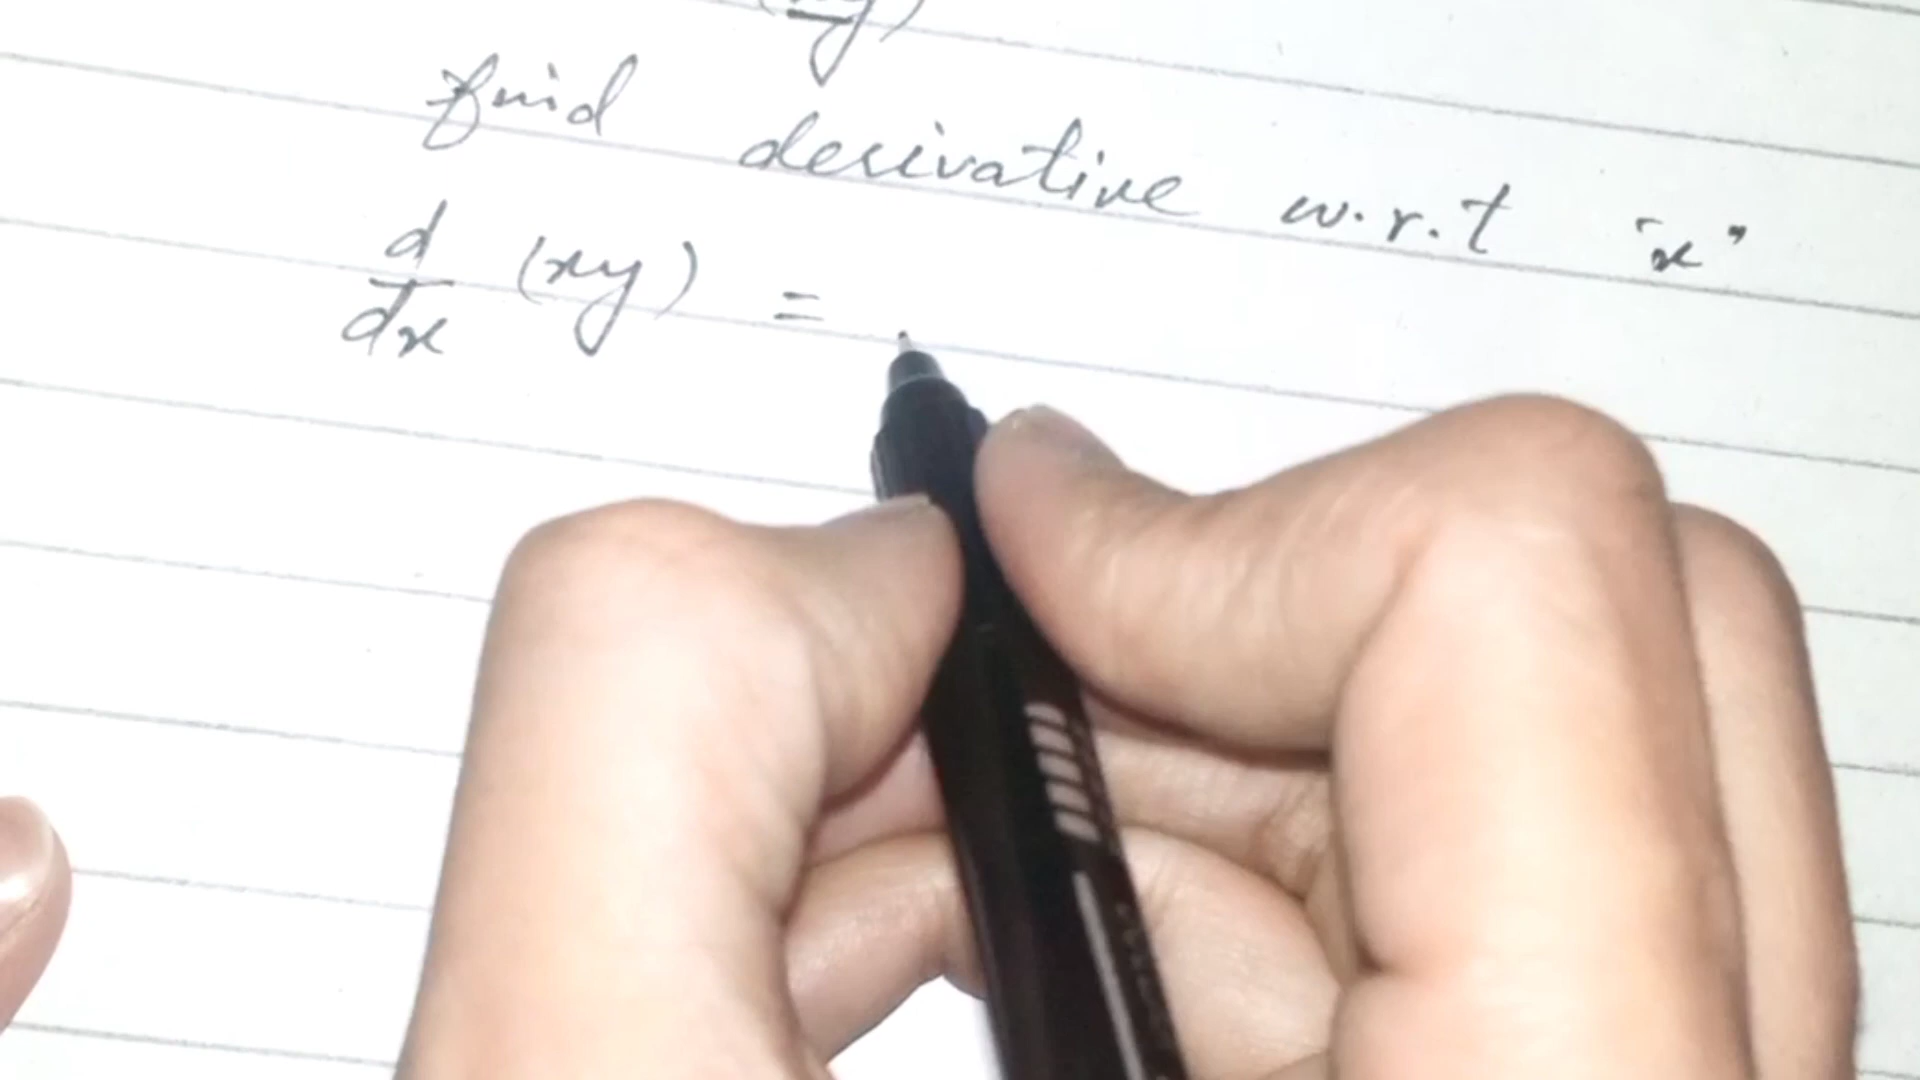 find derivative w.r.t "x"
d/dx (xy) =